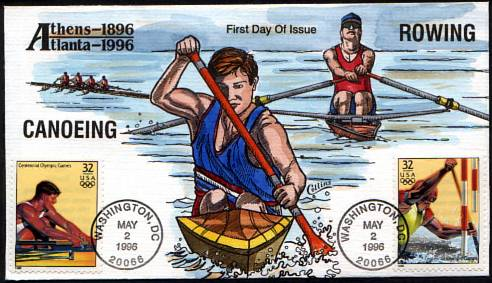 Athens–1896
Atlanta–1996
First Day Of Issue
ROWING
CANOEING
Collins
Centennial Olympic Games
32
USA
WASHINGTON, DC
MAY
2
1996
20066
32
USA
WASHINGTON, DC
MAY
2
1996
20066